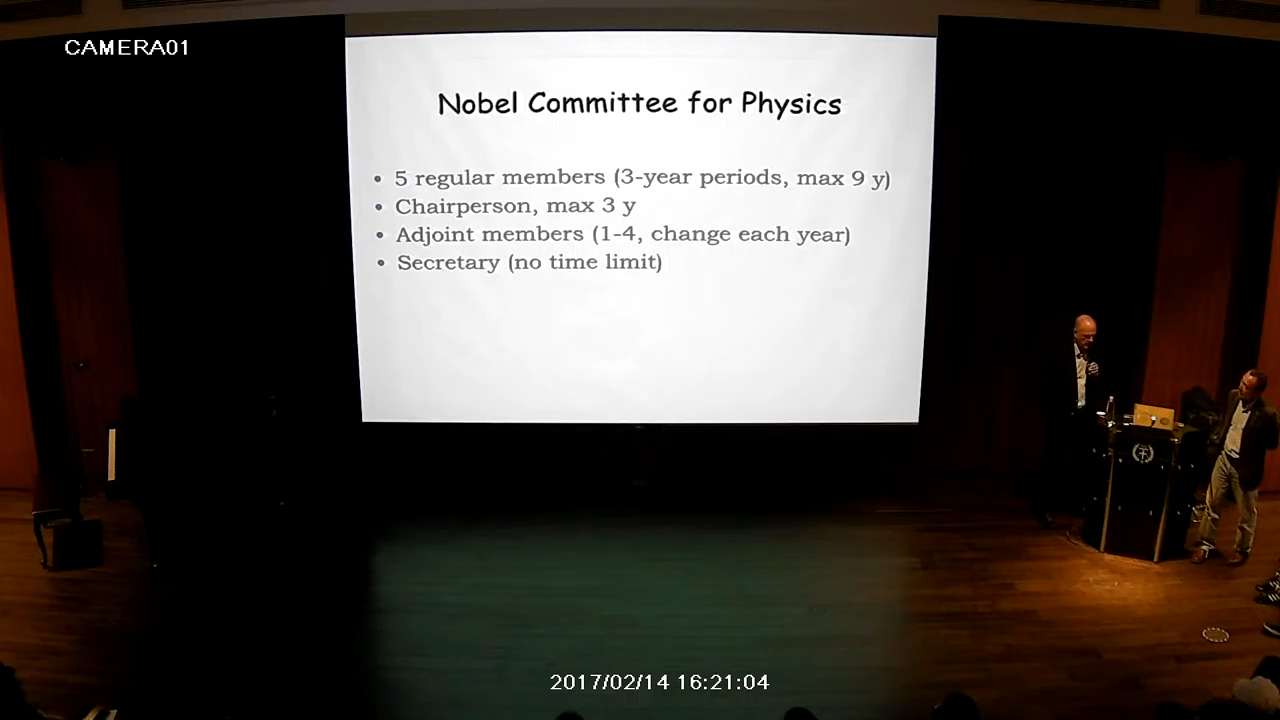 CAMERA01
Nobel Committee for Physics
• 5 regular members (3-year periods, max 9 y)
• Chairperson, max 3 y
• Adjoint members (1-4, change each year)
• Secretary (no time limit)
2017/02/14 16:21:04